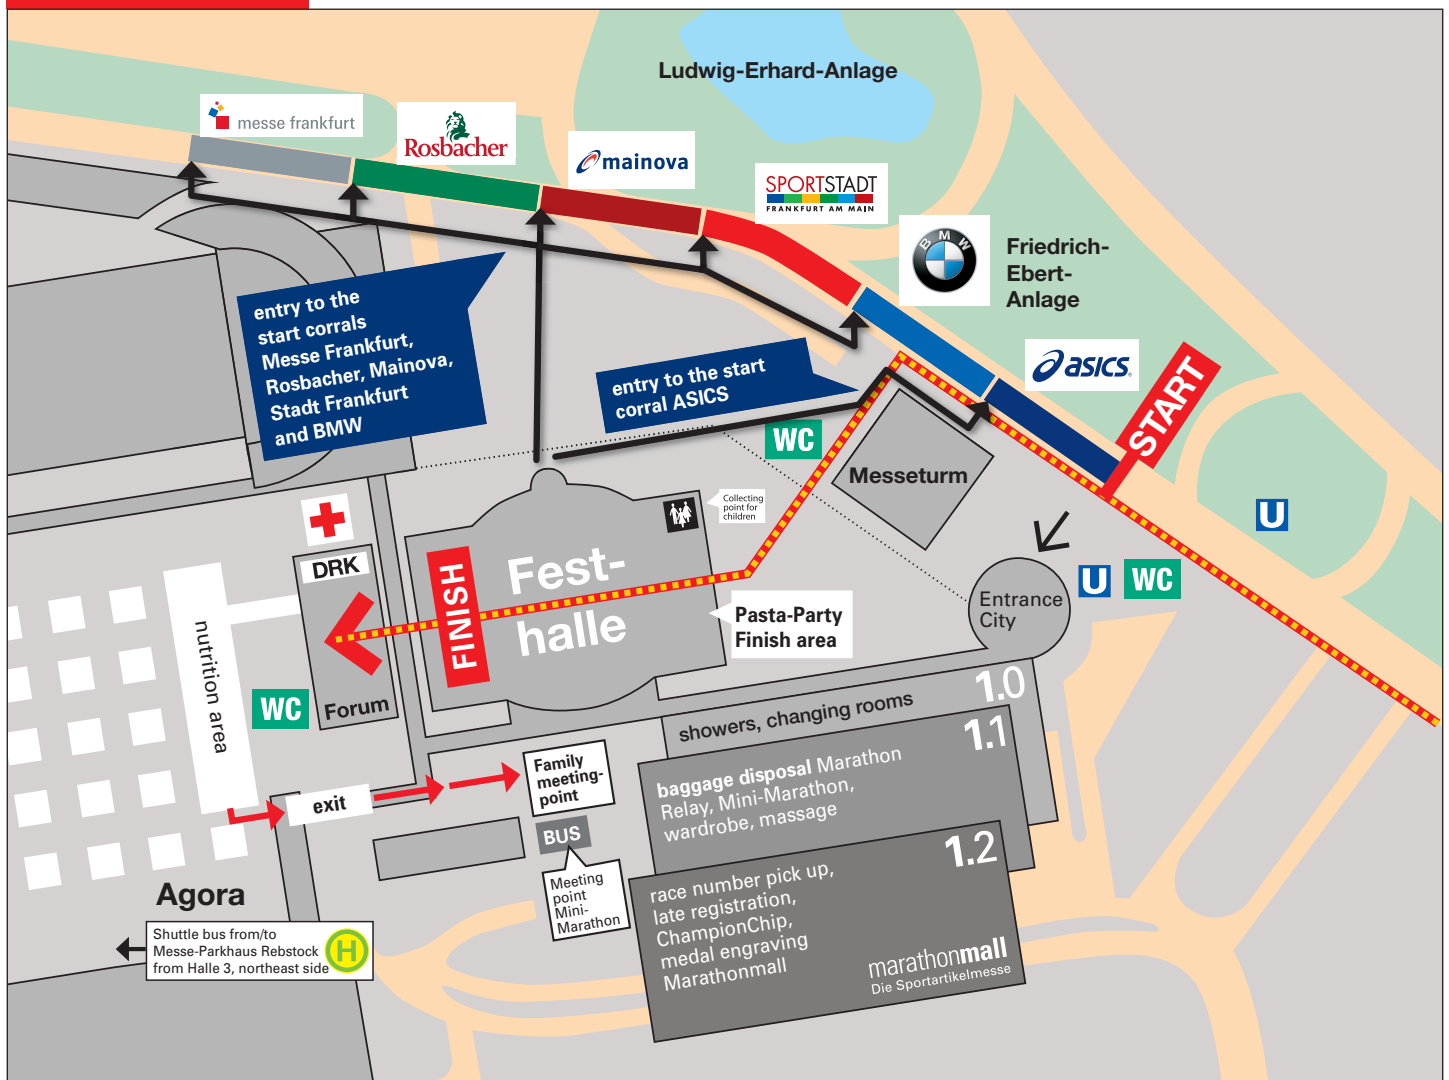 Ludwig-Erhard-Anlage
messe frankfurt
Rosbacher
mainova
SPORTSTADT
FRANKFURT AM MAIN
BMW
Friedrich-
Ebert-
Anlage
asics
START
entry to the
start corrals
Messe Frankfurt,
Rosbacher, Mainova,
Stadt Frankfurt
and BMW
entry to the start
corral ASICS
WC
Messeturm
U
Collecting
point for
children
DRK
FINISH
Fest-
halle
U
WC
Entrance
City
Pasta-Party
Finish area
nutrition area
WC
Forum
1.0
showers, changing rooms
1.1
baggage disposal Marathon
Relay, Mini-Marathon,
wardrobe, massage
Family
meeting-
point
exit
BUS
Meeting
point
Mini-
Marathon
1.2
race number pick up,
late registration,
ChampionChip,
medal engraving
Marathonmall
marathonmall
Die Sportartikelmesse
Agora
Shuttle bus from/to
Messe-Parkhaus Rebstock
from Halle 3, northeast side
H